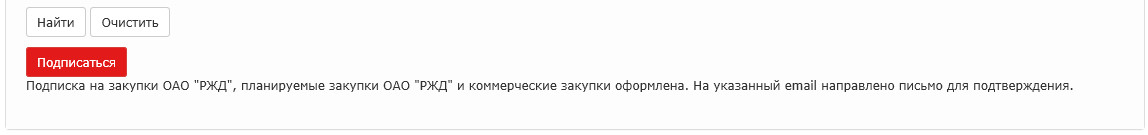 Найти Очистить
Подписаться
Подписка на закупки ОАО "РЖД", планируемые закупки ОАО "РЖД" и коммерческие закупки оформлена. На указанный email направлено письмо для подтверждения.